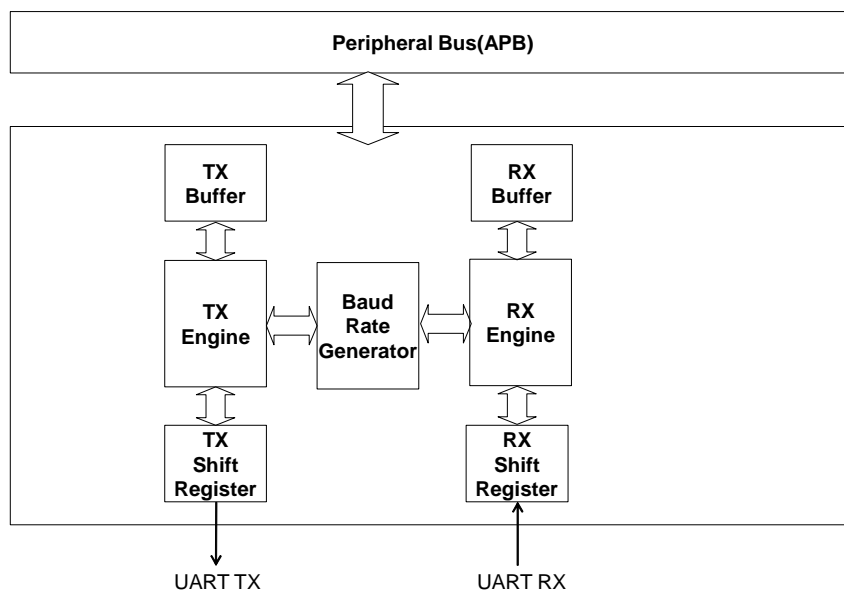 Peripheral Bus(APB)
TX
Buffer
RX
Buffer
TX
Engine
Baud
Rate
Generator
RX
Engine
TX
Shift
Register
RX
Shift
Register
UART TX
UART RX